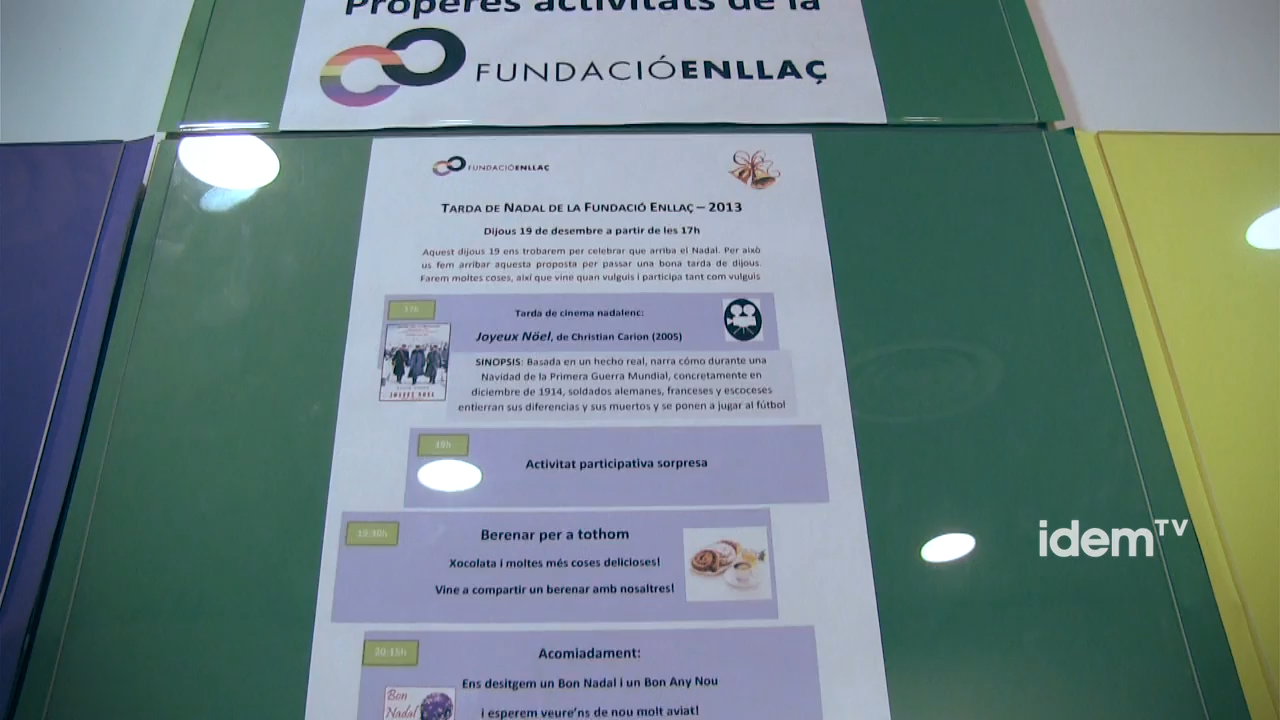 Properes activitats de la
FUNDACIÓENLLAÇ
FUNDACIÓENLLAÇ
TARDA DE NADAL DE LA FUNDACIÓ ENLLAÇ – 2013
Dijous 19 de desembre a partir de les 17h
Aquest dijous 19 ens trobarem per celebrar que arriba el Nadal. Per això
us fem arribar aquesta proposta per passar una bona tarda de dijous.
Farem moltes coses, així que vine quan vulguis i participa tant com vulguis
17h
Tarda de cinema nadalenc:
Joyeux Nöel, de Christian Carion (2005)
JOYEUX NOËL
SINOPSIS: Basada en un hecho real, narra cómo durante una
Navidad de la Primera Guerra Mundial, concretamente en
diciembre de 1914, soldados alemanes, franceses y escoceses
entierran sus diferencias y sus muertos y se ponen a jugar al fútbol
19h
Activitat participativa sorpresa
19:30h
Berenar per a tothom
Xocolata i moltes més coses delicioses!
Vine a compartir un berenar amb nosaltres!
20:15h
Acomiadament:
Ens desitgem un Bon Nadal i un Bon Any Nou
i esperem veure'ns de nou molt aviat!
Bon
Nadal
idemTV